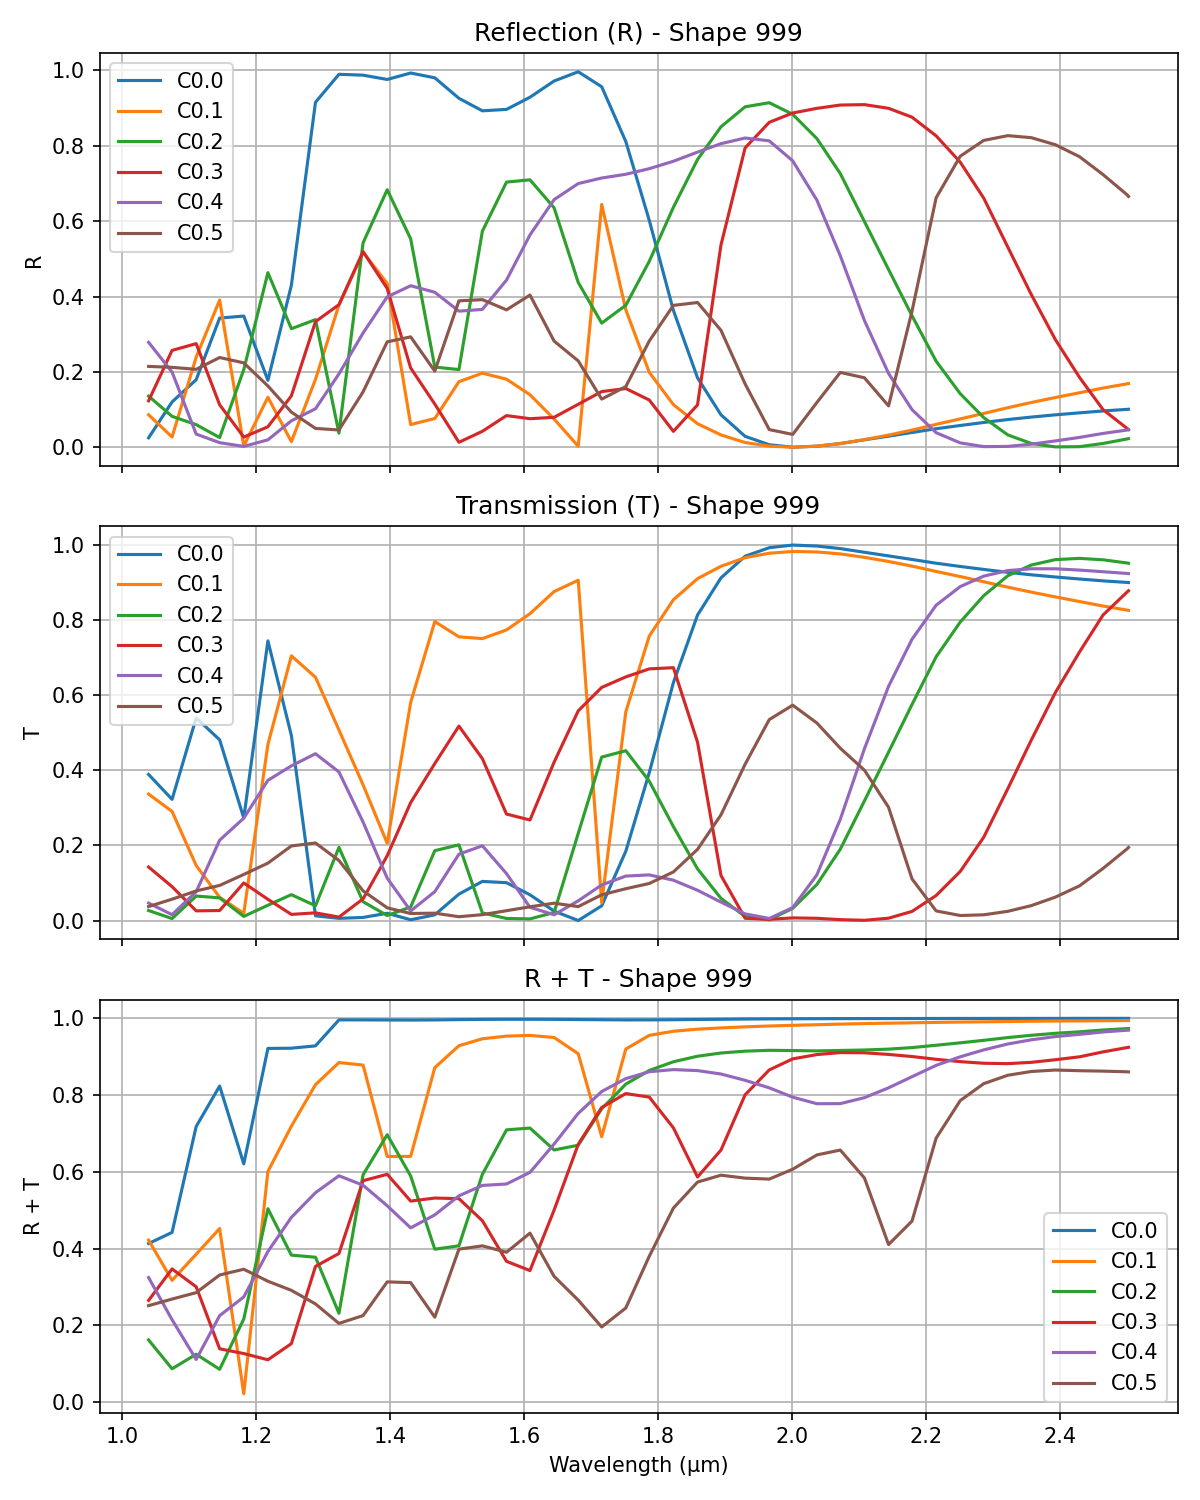 Reflection (R) - Shape 999
1.0
0.8
0.6
0.4
0.2
0.0
R
C0.0
C0.1
C0.2
C0.3
C0.4
C0.5
Transmission (T) - Shape 999
1.0
0.8
0.6
0.4
0.2
0.0
T
C0.0
C0.1
C0.2
C0.3
C0.4
C0.5
R + T - Shape 999
1.0
0.8
0.6
0.4
0.2
0.0
R + T
C0.0
C0.1
C0.2
C0.3
C0.4
C0.5
1.0 1.2 1.4 1.6 1.8 2.0 2.2 2.4
Wavelength (μm)